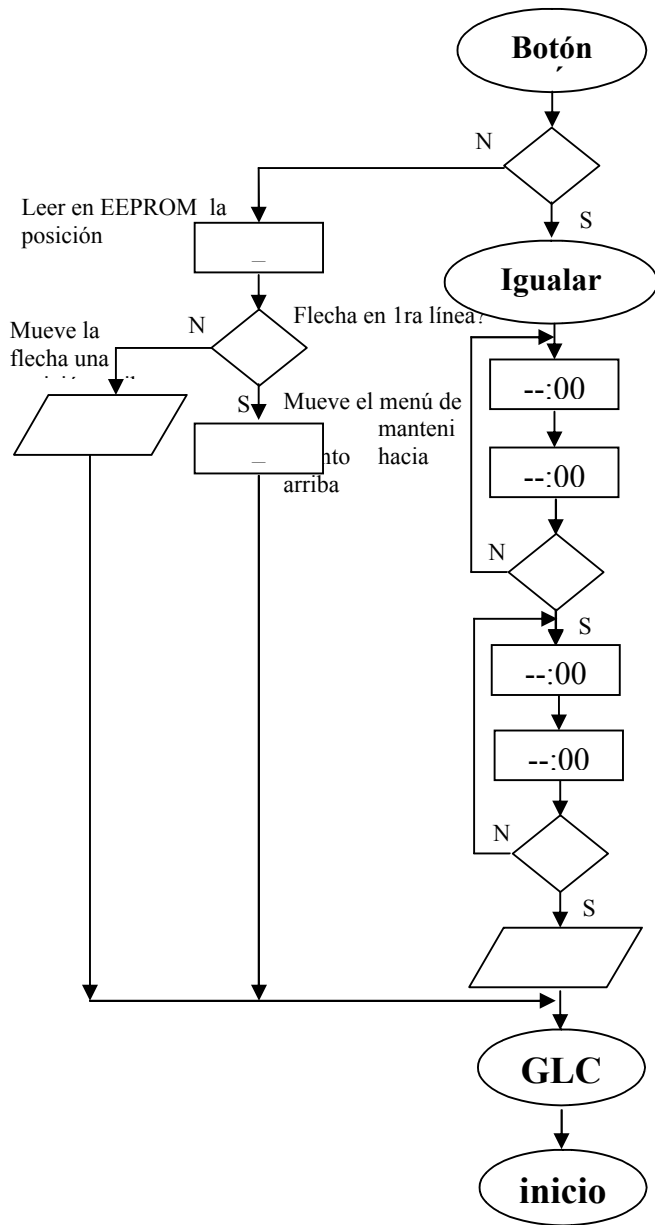 Botón
N
Leer en EEPROM la
posición
S
Igualar
Mueve la
flecha una
N
Flecha en 1ra línea?
--:00
S
Mueve el menú de
manteni
hacia
arriba
--:00
N
S
--:00
--:00
N
S
GLC
inicio